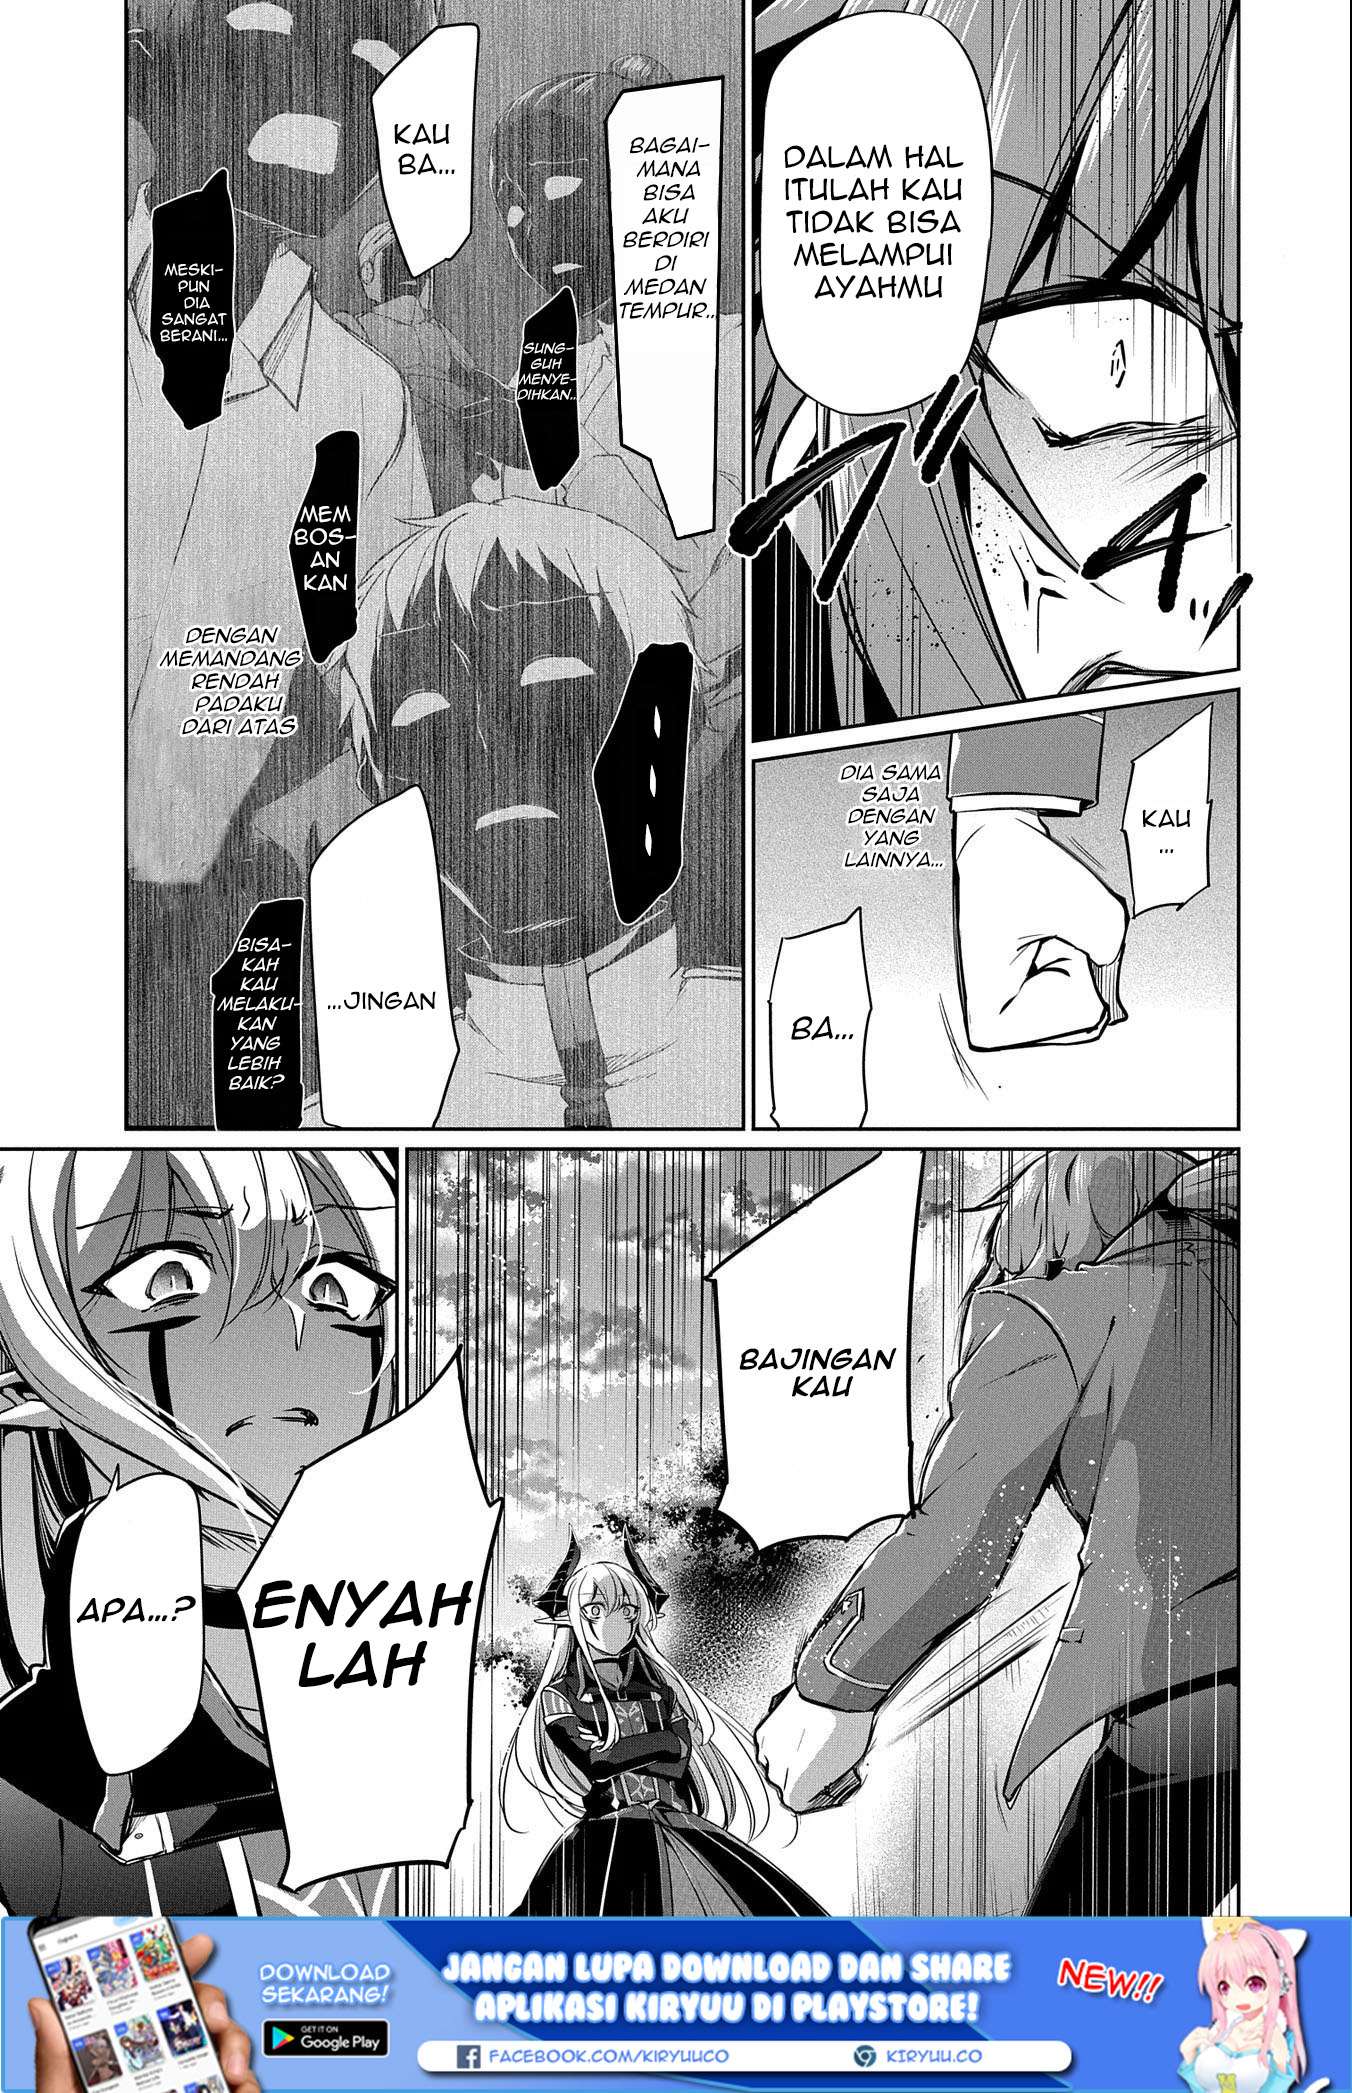 DALAM HAL
ITULAH KAU
TIDAK BISA
MELAMPUI
AYAHMU
KAU
...
DIA SAMA
SAJA
DENGAN
YANG
LAINNYA...
BA...
BAGAI-
MANA
BISA
AKU
BERDIRI
DI
MEDAN
TEMPUR...
KAU
BA...
SUNG-
GUH
MENYE-
DIHKAN...
MESKI-
PUN
DIA
SANGAT
BERANI...
MEM
BOS-
AN
KAN
DENGAN
MEMANDANG
RENDAH
PADAKU
DARI ATAS
...JINGAN
BISA-
KAH
KAU
MELAKU-
KAN
YANG
LEBIH
BAIK?
BAJINGAN
KAU
ENYAH
LAH
APA...?
DOWNLOAD
SEKARANG!
GET IT ON
Google Play
JANGAN LUPA DOWNLOAD DAN SHARE
APLIKASI KIRYUU DI PLAYSTORE!
NEW!!
FACEBOOK.COM/KIRYUUCO
KIRYUU.CO